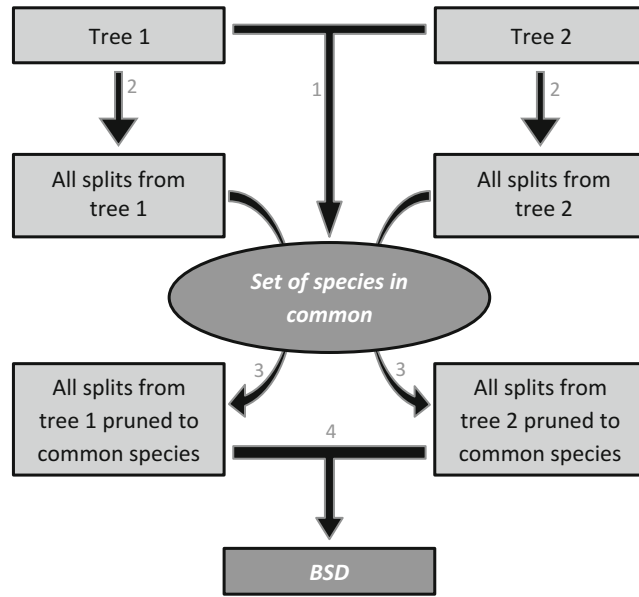 Tree 1
Tree 2
2
1
2
All splits from
tree 1
All splits from
tree 2
Set of species in
common
3
3
All splits from
tree 1 pruned to
common species
All splits from
tree 2 pruned to
common species
4
BSD